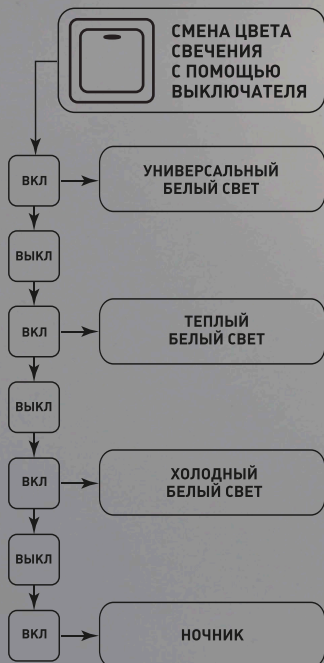 СМЕНА ЦВЕТА
СВЕЧЕНИЯ
С ПОМОЩЬЮ
ВЫКЛЮЧАТЕЛЯ
ВКЛ
УНИВЕРСАЛЬНЫЙ
БЕЛЫЙ СВЕТ
ВЫКЛ
ВКЛ
ТЕПЛЫЙ
БЕЛЫЙ СВЕТ
ВЫКЛ
ВКЛ
ХОЛОДНЫЙ
БЕЛЫЙ СВЕТ
ВЫКЛ
ВКЛ
НОЧНИК